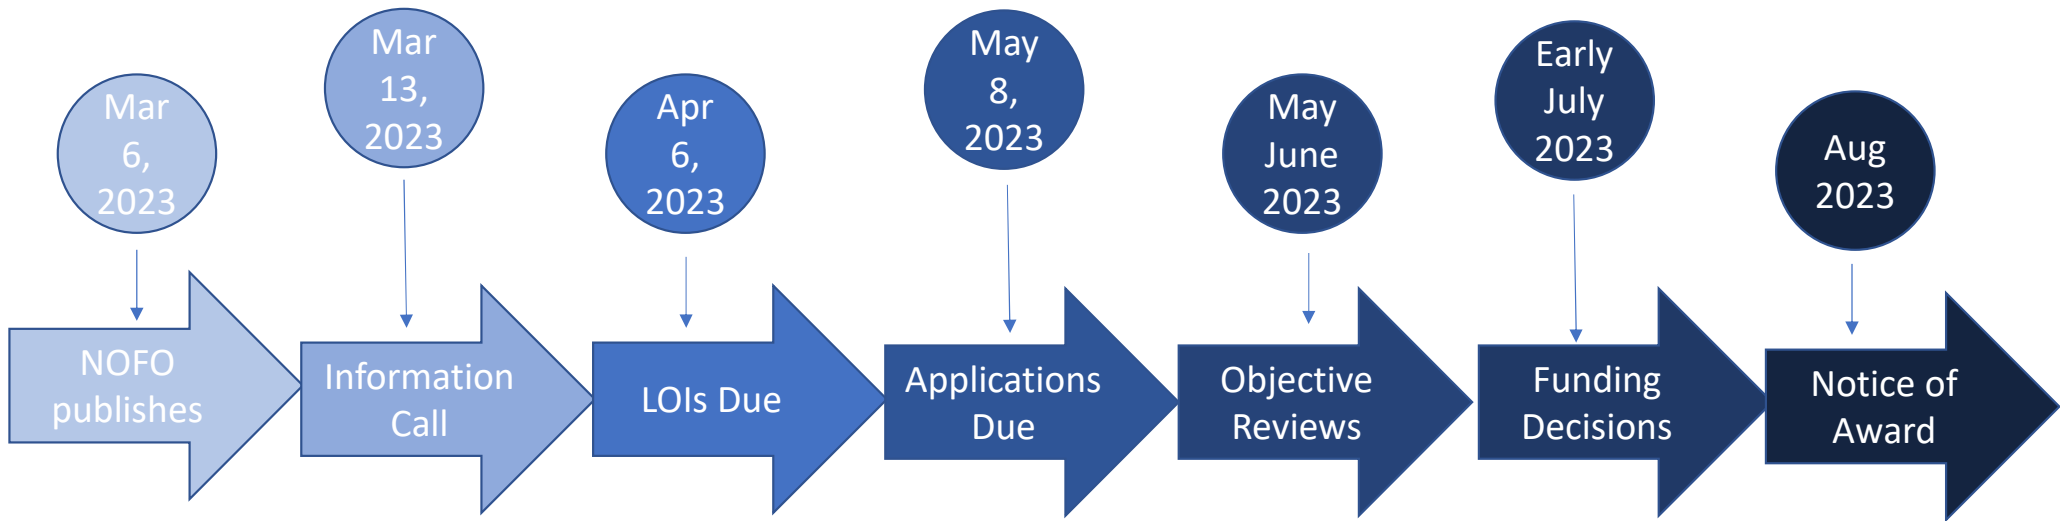 Mar
6,
2023
Mar
13,
2023
Apr
6,
2023
May
8,
2023
May
June
2023
Early
July
2023
Aug
2023
NOFO
publishes
Information
Call
LOIs Due
Applications
Due
Objective
Reviews
Funding
Decisions
Notice of
Award